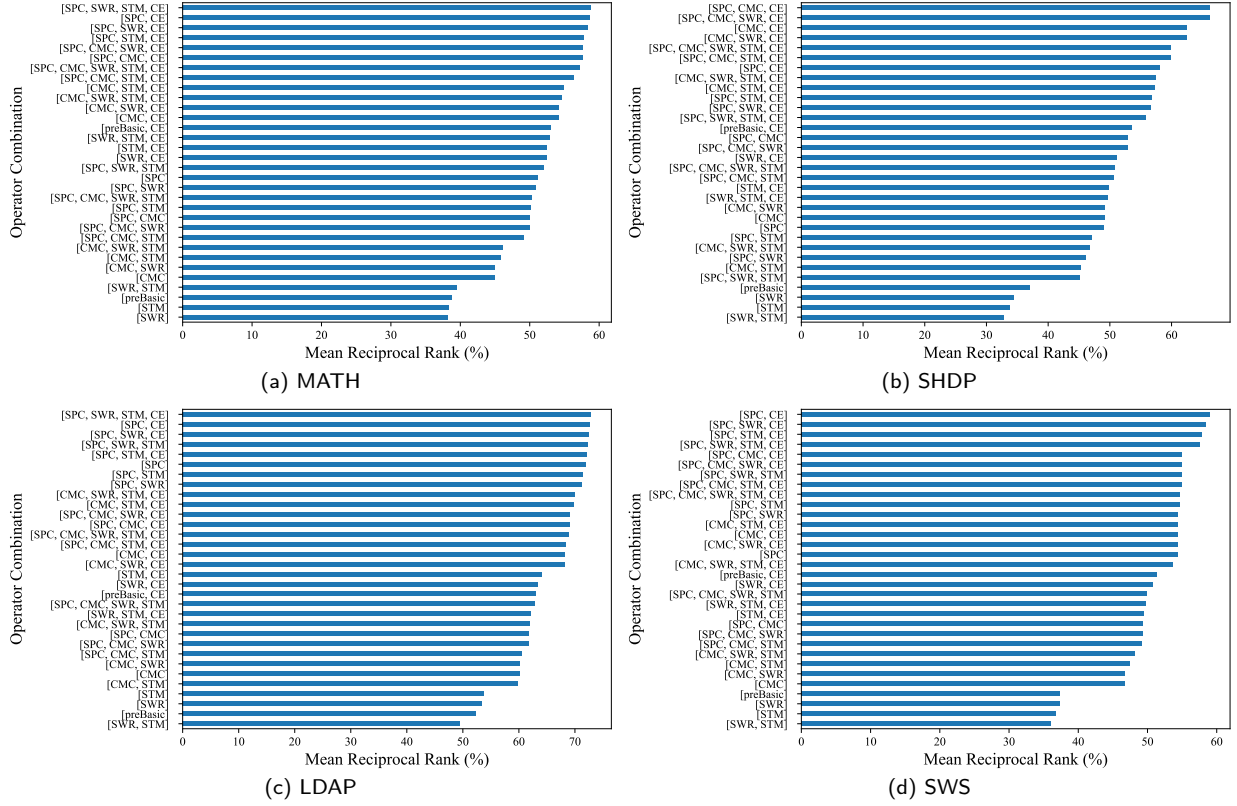 [SPC, SWR, STM, CE]
[SPC, CE]
[SPC, SWR, CE]
[SPC, STM, CE]
[SPC, CMC, SWR, CE]
[SPC, CMC, CE]
[SPC, CMC, SWR, STM, CE]
[SPC, CMC, STM, CE]
[CMC, STM, CE]
[CMC, SWR, STM, CE]
[CMC, SWR, CE]
[CMC, CE]
[preBasic, CE]
[SWR, STM, CE]
[STM, CE]
[SWR, CE]
[SPC, SWR, STM]
[SPC]
[SPC, SWR]
[SPC, CMC, SWR, STM]
[SPC, STM]
[SPC, CMC]
[SPC, CMC, SWR]
[SPC, CMC, STM]
[CMC, SWR, STM]
[CMC, STM]
[CMC, SWR]
[CMC]
[SWR, STM]
[preBasic]
[STM]
[SWR]
Operator Combination
0 10 20 30 40 50 60
Mean Reciprocal Rank (%)
(a) MATH
[SPC, CMC, CE]
[SPC, CMC, SWR, CE]
[CMC, CE]
[CMC, SWR, CE]
[SPC, CMC, SWR, STM, CE]
[SPC, CMC, STM, CE]
[SPC, CE]
[CMC, SWR, STM, CE]
[CMC, STM, CE]
[SPC, STM, CE]
[SPC, SWR, CE]
[SPC, SWR, STM, CE]
[preBasic, CE]
[SPC, CMC]
[SPC, CMC, SWR]
[SWR, CE]
[SPC, CMC, SWR, STM]
[SPC, CMC, STM]
[STM, CE]
[SWR, STM, CE]
[CMC, SWR]
[CMC]
[SPC]
[SPC, STM]
[CMC, SWR, STM]
[SPC, SWR]
[CMC, STM]
[SPC, SWR, STM]
[preBasic]
[SWR]
[STM]
[SWR, STM]
Operator Combination
0 10 20 30 40 50 60
Mean Reciprocal Rank (%)
(b) SHDP
[SPC, SWR, STM, CE]
[SPC, CE]
[SPC, SWR, CE]
[SPC, SWR, STM]
[SPC, STM, CE]
[SPC]
[SPC, STM]
[SPC, SWR]
[CMC, SWR, STM, CE]
[CMC, STM, CE]
[SPC, CMC, SWR, CE]
[SPC, CMC, CE]
[SPC, CMC, SWR, STM, CE]
[SPC, CMC, STM, CE]
[CMC, CE]
[CMC, SWR, CE]
[STM, CE]
[SWR, CE]
[preBasic, CE]
[SPC, CMC, SWR, STM]
[SWR, STM, CE]
[CMC, SWR, STM]
[SPC, CMC]
[SPC, CMC, SWR]
[SPC, CMC, STM]
[CMC, SWR]
[CMC]
[CMC, STM]
[STM]
[SWR]
[preBasic]
[SWR, STM]
Operator Combination
0 10 20 30 40 50 60 70
Mean Reciprocal Rank (%)
(c) LDAP
[SPC, CE]
[SPC, SWR, CE]
[SPC, STM, CE]
[SPC, SWR, STM, CE]
[SPC, CMC, CE]
[SPC, CMC, SWR, CE]
[SPC, SWR, STM]
[SPC, CMC, STM, CE]
[SPC, CMC, SWR, STM, CE]
[SPC, STM]
[SPC, SWR]
[CMC, STM, CE]
[CMC, CE]
[CMC, SWR, CE]
[SPC]
[CMC, SWR, STM, CE]
[preBasic, CE]
[SWR, CE]
[SPC, CMC, SWR, STM]
[SWR, STM, CE]
[STM, CE]
[SPC, CMC]
[SPC, CMC, SWR]
[SPC, CMC, STM]
[CMC, SWR, STM]
[CMC, STM]
[CMC, SWR]
[CMC]
[preBasic]
[SWR]
[STM]
[SWR, STM]
Operator Combination
0 10 20 30 40 50 60
Mean Reciprocal Rank (%)
(d) SWS